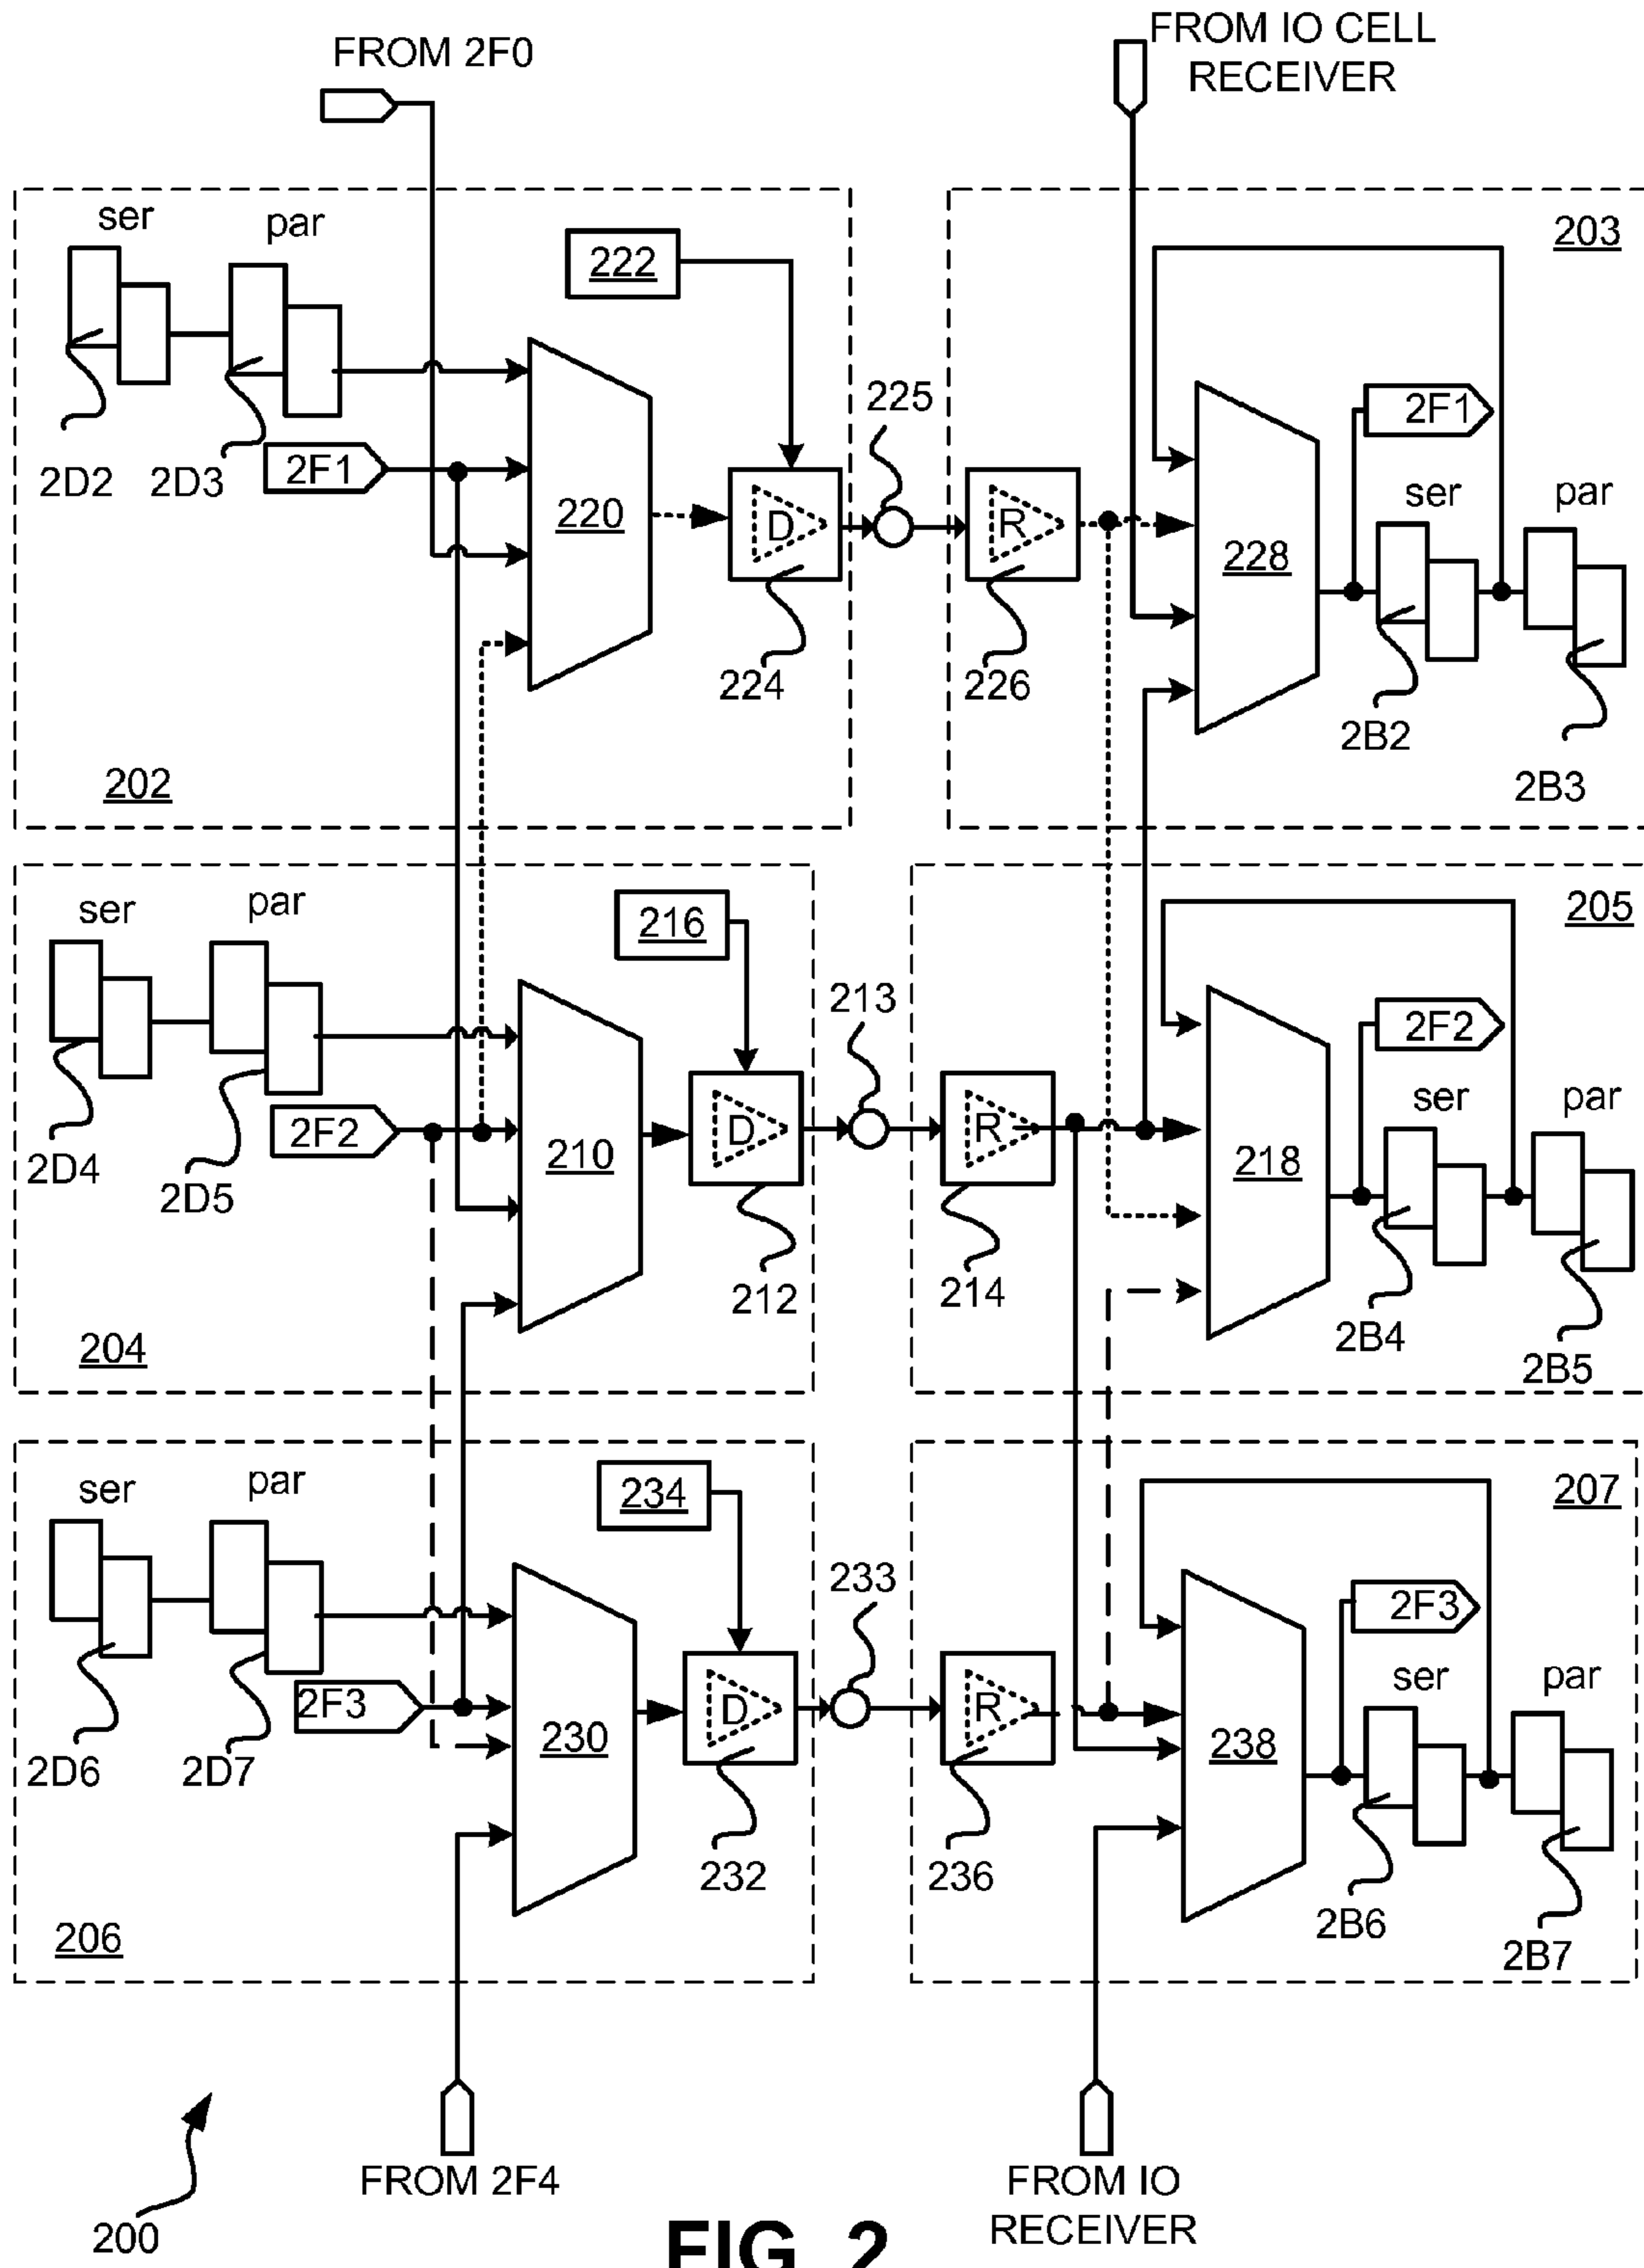 FROM 2F0
FROM IO CELL
RECEIVER
ser
par
222
203
225
2F1
2F1
ser
par
2D2
2D3
220
D
R
228
224
226
2B2
2B3
202
ser
par
216
205
213
2F2
ser
par
2F2
2D4
2D5
210
D
R
218
212
214
2B4
2B5
204
ser
par
234
207
233
2F3
ser
par
2F3
2D6
2D7
230
D
R
238
232
236
2B6
2B7
206
FROM 2F4
FROM IO
RECEIVER
200
FIG. 2